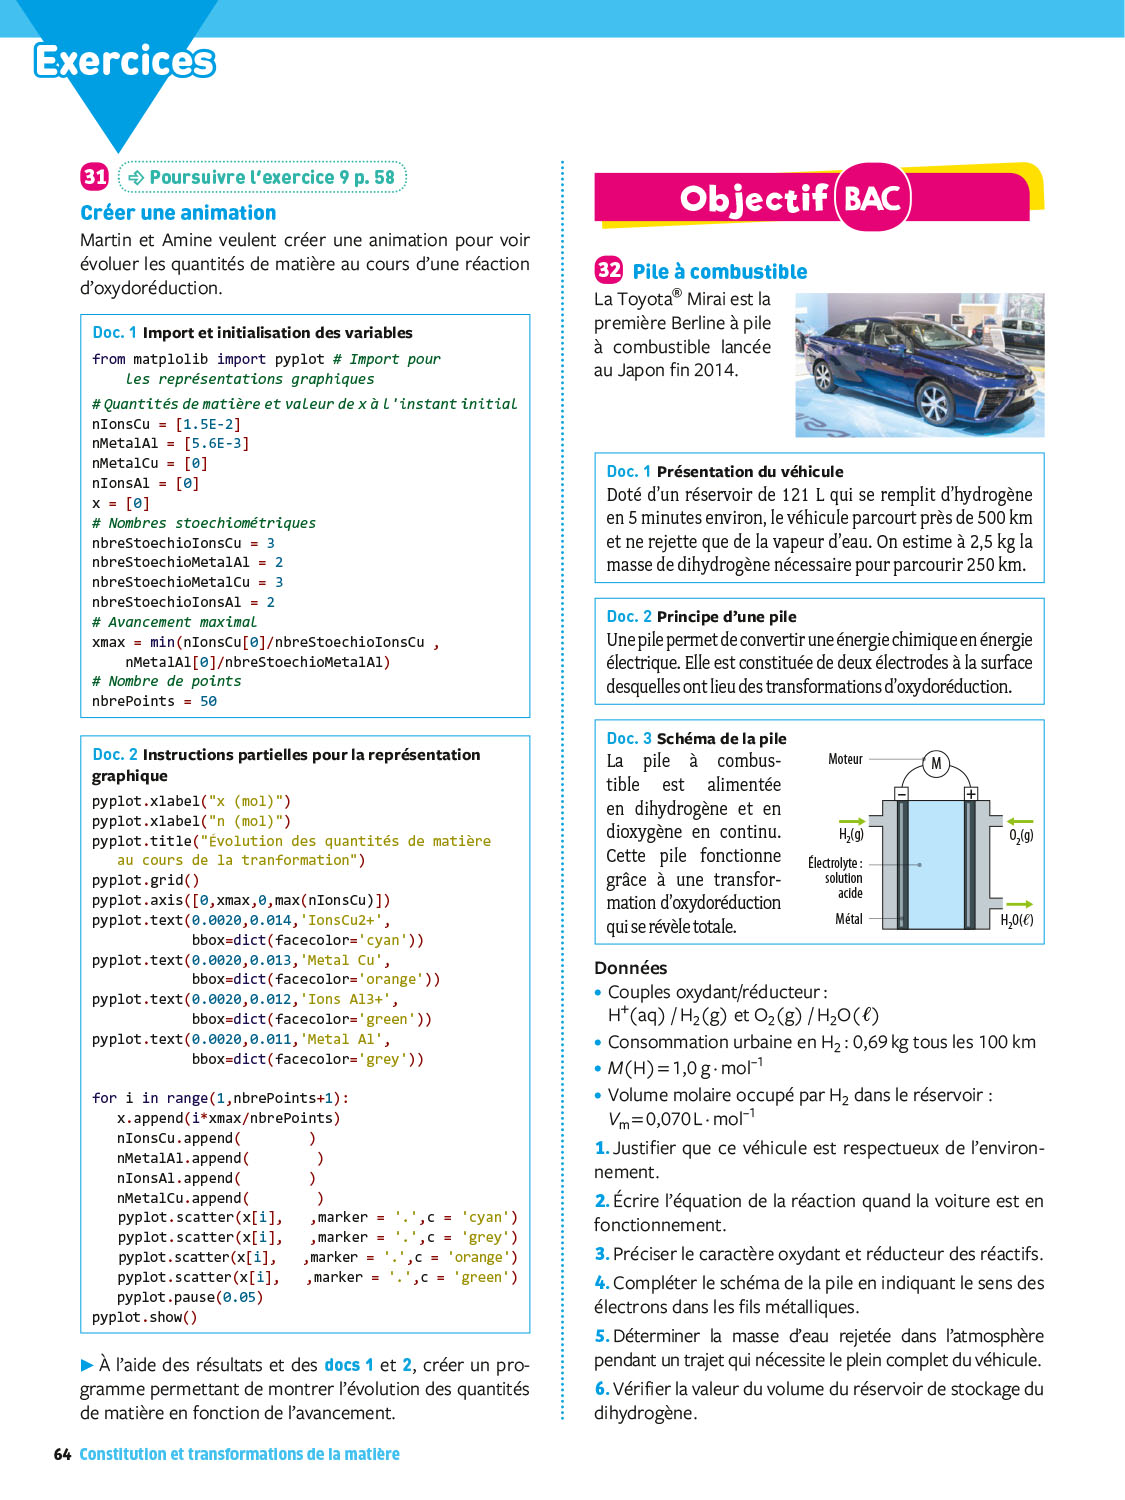 Exercices
31 Poursuivre l'exercice 9 p. 58
Créer une animation
Martin et Amine veulent créer une animation pour voir
évoluer les quantités de matière au cours d'une réaction
d'oxydoréduction.
Doc. 1 Import et initialisation des variables
from matplolib import pyplot # Import pour
les représentations graphiques
# Quantités de matière et valeur de x à l'instant initial
nIonsCu = [1.5E-2]
nMetalAl = [5.6E-3]
nMetalCu = [0]
nIonsAl = [0]
x = [0]
# Nombres stoechiométriques
nbreStoechioIonsCu = 3
nbreStoechioMetalAl = 2
nbreStoechioMetalCu = 3
nbreStoechioIonsAl = 2
# Avancement maximal
xmax = min(nIonsCu[0]/nbreStoechioIonsCu ,
nMetalAl[0]/nbreStoechioMetalAl)
# Nombre de points
nbrePoints = 50
Doc. 2 Instructions partielles pour la représentation
graphique
pyplot.xlabel("x (mol)")
pyplot.xlabel("n (mol)")
pyplot.title("Évolution des quantités de matière
au cours de la tranformation")
pyplot.grid()
pyplot.axis([0,xmax,0,max(nIonsCu)])
pyplot.text(0.0020,0.014,'IonsCu2+',
bbox=dict(facecolor='cyan'))
pyplot.text(0.0020,0.013,'Metal Cu',
bbox=dict(facecolor='orange'))
pyplot.text(0.0020,0.012,'Ions Al3+',
bbox=dict(facecolor='green'))
pyplot.text(0.0020,0.011,'Metal Al',
bbox=dict(facecolor='grey'))
for i in range(1,nbrePoints+1):
x.append(i*xmax/nbrePoints)
nIonsCu.append( )
nMetalAl.append( )
nIonsAl.append( )
nMetalCu.append( )
pyplot.scatter(x[i], ,marker = '.',c = 'cyan')
pyplot.scatter(x[i], ,marker = '.',c = 'grey')
pyplot.scatter(x[i], ,marker = '.',c = 'orange')
pyplot.scatter(x[i], ,marker = '.',c = 'green')
pyplot.pause(0.05)
pyplot.show()
► À l'aide des résultats et des docs 1 et 2, créer un pro-
gramme permettant de montrer l'évolution des quantités
de matière en fonction de l'avancement.
Objectif BAC
32 Pile à combustible
La Toyota® Mirai est la
première Berline à pile
à combustible lancée
au Japon fin 2014.
Doc. 1 Présentation du véhicule
Doté d'un réservoir de 121 L qui se remplit d'hydrogène
en 5 minutes environ, le véhicule parcourt près de 500 km
et ne rejette que de la vapeur d'eau. On estime à 2,5 kg la
masse de dihydrogène nécessaire pour parcourir 250 km.
Doc. 2 Principe d'une pile
Une pile permet de convertir une énergie chimique en énergie
électrique. Elle est constituée de deux électrodes à la surface
desquelles ont lieu des transformations d'oxydoréduction.
Doc. 3 Schéma de la pile
La pile à combus-
tible est alimentée
en dihydrogène et en
dioxygène en continu.
Cette pile fonctionne
grâce à une transfor-
mation d'oxydoréduction
qui se révèle totale.
Moteur
M
− +
H₂(g)
O₂(g)
Électrolyte :
solution
acide
Métal
H₂O(ℓ)
Données
• Couples oxydant/réducteur :
H⁺(aq) / H₂(g) et O₂(g) / H₂O(ℓ)
• Consommation urbaine en H₂ : 0,69 kg tous les 100 km
• M(H) = 1,0 g · mol⁻¹
• Volume molaire occupé par H₂ dans le réservoir :
Vₘ = 0,070 L · mol⁻¹
1. Justifier que ce véhicule est respectueux de l'environ-
nement.
2. Écrire l'équation de la réaction quand la voiture est en
fonctionnement.
3. Préciser le caractère oxydant et réducteur des réactifs.
4. Compléter le schéma de la pile en indiquant le sens des
électrons dans les fils métalliques.
5. Déterminer la masse d'eau rejetée dans l'atmosphère
pendant un trajet qui nécessite le plein complet du véhicule.
6. Vérifier la valeur du volume du réservoir de stockage du
dihydrogène.
64 Constitution et transformations de la matière